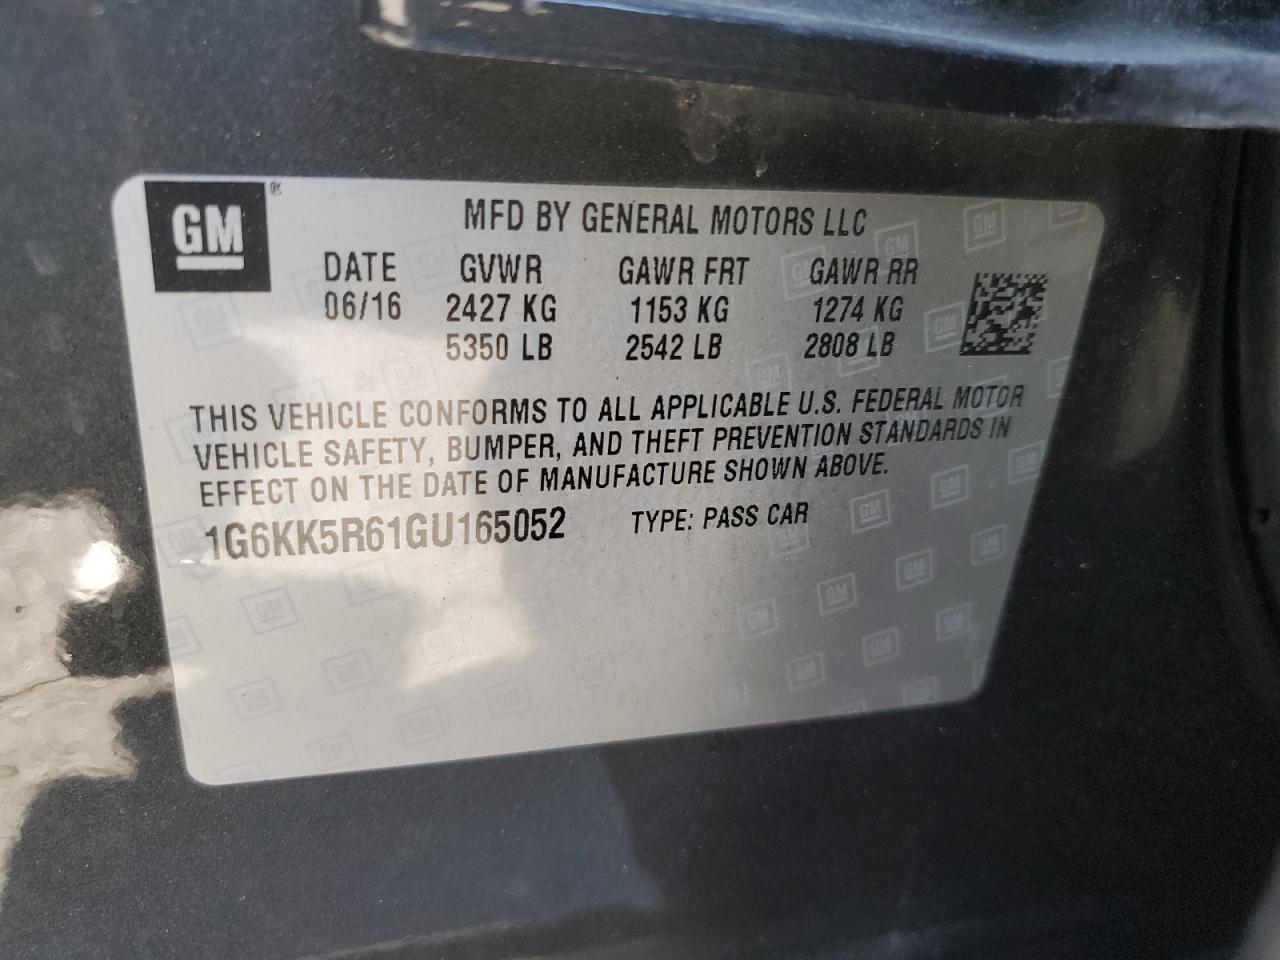 GM®
MFD BY GENERAL MOTORS LLC
DATE GVWR GAWR FRT GAWR RR
06/16 2427 KG 1153 KG 1274 KG
5350 LB 2542 LB 2808 LB
THIS VEHICLE CONFORMS TO ALL APPLICABLE U.S. FEDERAL MOTOR
VEHICLE SAFETY, BUMPER, AND THEFT PREVENTION STANDARDS IN
EFFECT ON THE DATE OF MANUFACTURE SHOWN ABOVE.
1G6KK5R61GU165052 TYPE: PASS CAR